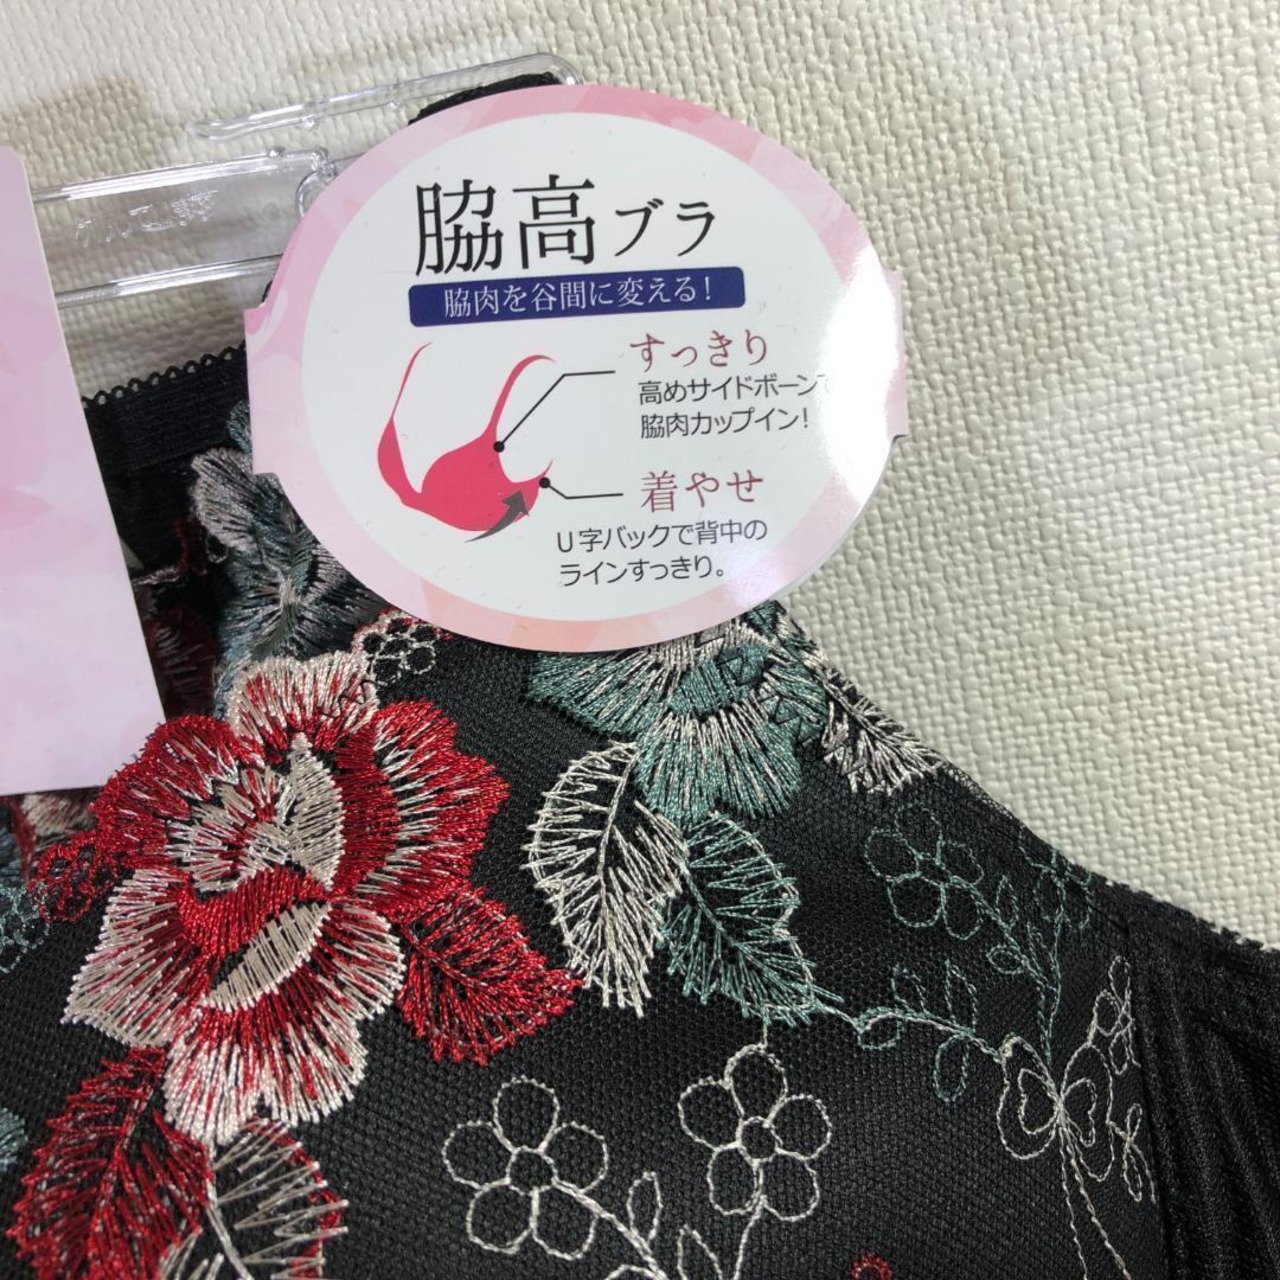 脇高ブラ
脇肉を谷間に変える！
すっきり
高めサイドボーンで
脇肉カップイン！
着やせ
U字バックで背中の
ラインすっきり。